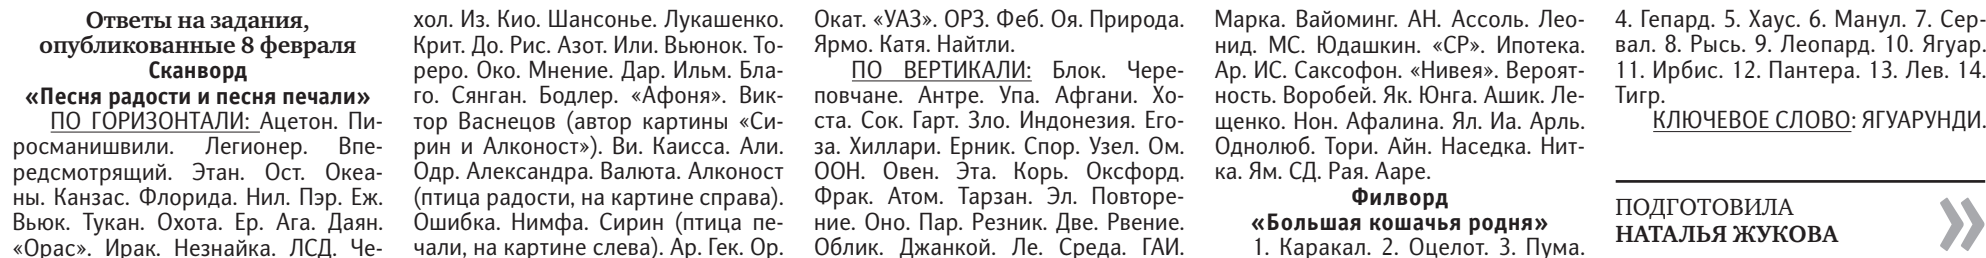 Ответы на задания,
опубликованные 8 февраля
Сканворд
«Песня радости и песня печали»
ПО ГОРИЗОНТАЛИ: Ацетон. Пи-
росманишвили. Легионер. Впе-
редсмотрящий. Этан. Ост. Океа-
ны. Канзас. Флорида. Нил. Пэр. Еж.
Вьюк. Тукан. Охота. Ер. Ага. Даян.
«Орас». Ирак. Незнайка. ЛСД. Че-
хол. Из. Кио. Шансонье. Лукашенко.
Крит. До. Рис. Азот. Или. Вьюнок. То-
реро. Око. Мнение. Дар. Ильм. Бла-
го. Сянган. Бодлер. «Афоня». Вик-
тор Васнецов (автор картины «Си-
рин и Алконост»). Ви. Каисса. Али.
Одр. Александра. Валюта. Алконост
(птица радости, на картине справа).
Ошибка. Нимфа. Сирин (птица пе-
чали, на картине слева). Ар. Гек. Ор.
Окат. «УАЗ». ОРЗ. Феб. Оя. Природа.
Ярмо. Катя. Найтли.
ПО ВЕРТИКАЛИ: Блок. Чере-
повчане. Антре. Упа. Афгани. Хо-
ста. Сок. Гарт. Зло. Индонезия. Его-
за. Хиллари. Ерник. Спор. Узел. Ом.
ООН. Овен. Эта. Корь. Оксфорд.
Фрак. Атом. Тарзан. Эл. Повторе-
ние. Оно. Пар. Резник. Две. Рвение.
Облик. Джанкой. Ле. Среда. ГАИ.
Марка. Вайоминг. АН. Ассоль. Лео-
нид. МС. Юдашкин. «СР». Ипотека.
Ар. ИС. Саксофон. «Нивея». Вероят-
ность. Воробей. Як. Юнга. Ашик. Ле-
щенко. Нон. Афалина. Ял. Иа. Арль.
Однолюб. Тори. Айн. Наседка. Нит-
ка. Ям. СД. Рая. Ааре.
Филворд
«Большая кошачья родня»
1. Каракал. 2. Оцелот. 3. Пума.
4. Гепард. 5. Хаус. 6. Манул. 7. Сер-
вал. 8. Рысь. 9. Леопард. 10. Ягуар.
11. Ирбис. 12. Пантера. 13. Лев. 14.
Тигр.
КЛЮЧЕВОЕ СЛОВО: ЯГУАРУНДИ.
ПОДГОТОВИЛА
НАТАЛЬЯ ЖУКОВА